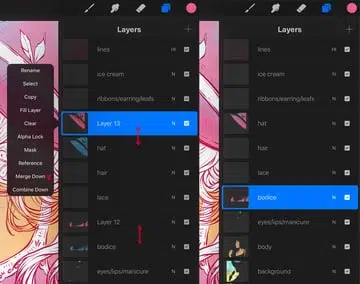 Layers
lines
HI
ice cream
N
ribbons/earring/leafs
N
Layer 13
N
hat
N
hair
N
lace
N
Layer 12
N
bodice
N
eyes/lips/manicure
N
Rename
Select
Copy
Fill Layer
Clear
Alpha Lock
Mask
Reference
Merge Down
Combine Down
Layers
lines
HI
ice cream
N
ribbons/earring/leafs
N
hat
N
hair
N
lace
N
bodice
N
eyes/lips/manicure
N
body
N
background
N